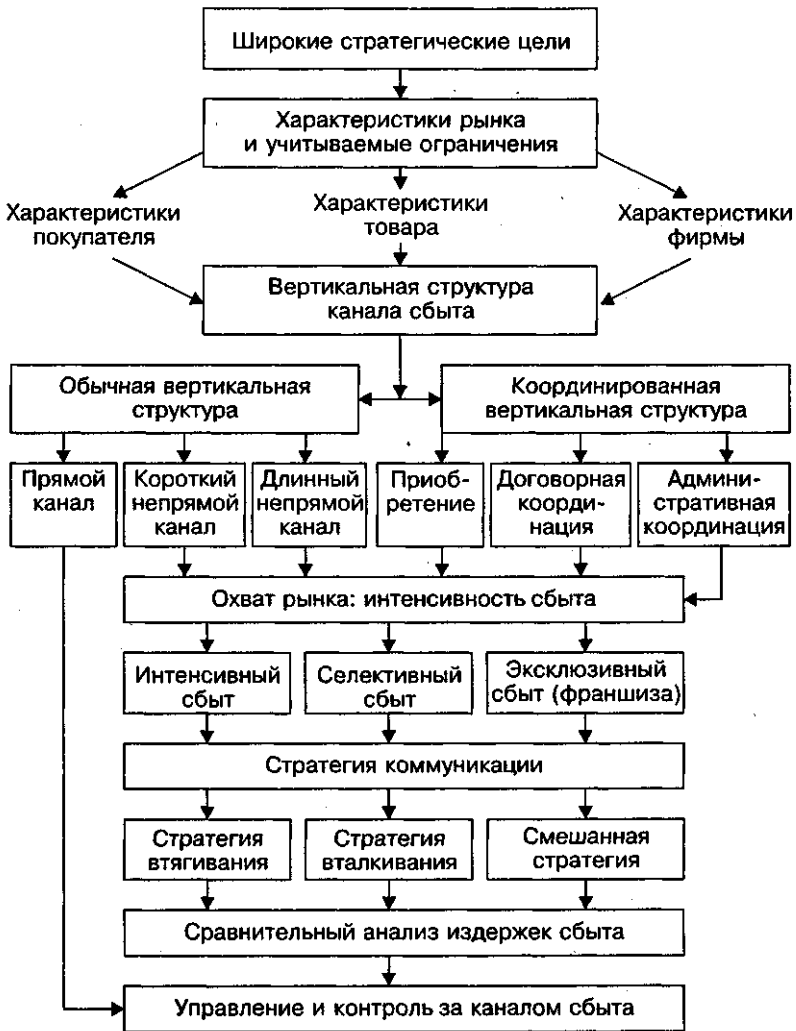 Широкие стратегические цели
Характеристики рынка
и учитываемые ограничения
Характеристики
покупателя
Характеристики
товара
Характеристики
фирмы
Вертикальная структура
канала сбыта
Обычная вертикальная
структура
Координированная
вертикальная структура
Прямой
канал
Короткий
непрямой
канал
Длинный
непрямой
канал
Приоб-
ретение
Договорная
коорди-
нация
Админи-
стративная
координация
Охват рынка: интенсивность сбыта
Интенсивный
сбыт
Селективный
сбыт
Эксклюзивный
сбыт (франшиза)
Стратегия коммуникации
Стратегия
втягивания
Стратегия
вталкивания
Смешанная
стратегия
Сравнительный анализ издержек сбыта
Управление и контроль за каналом сбыта